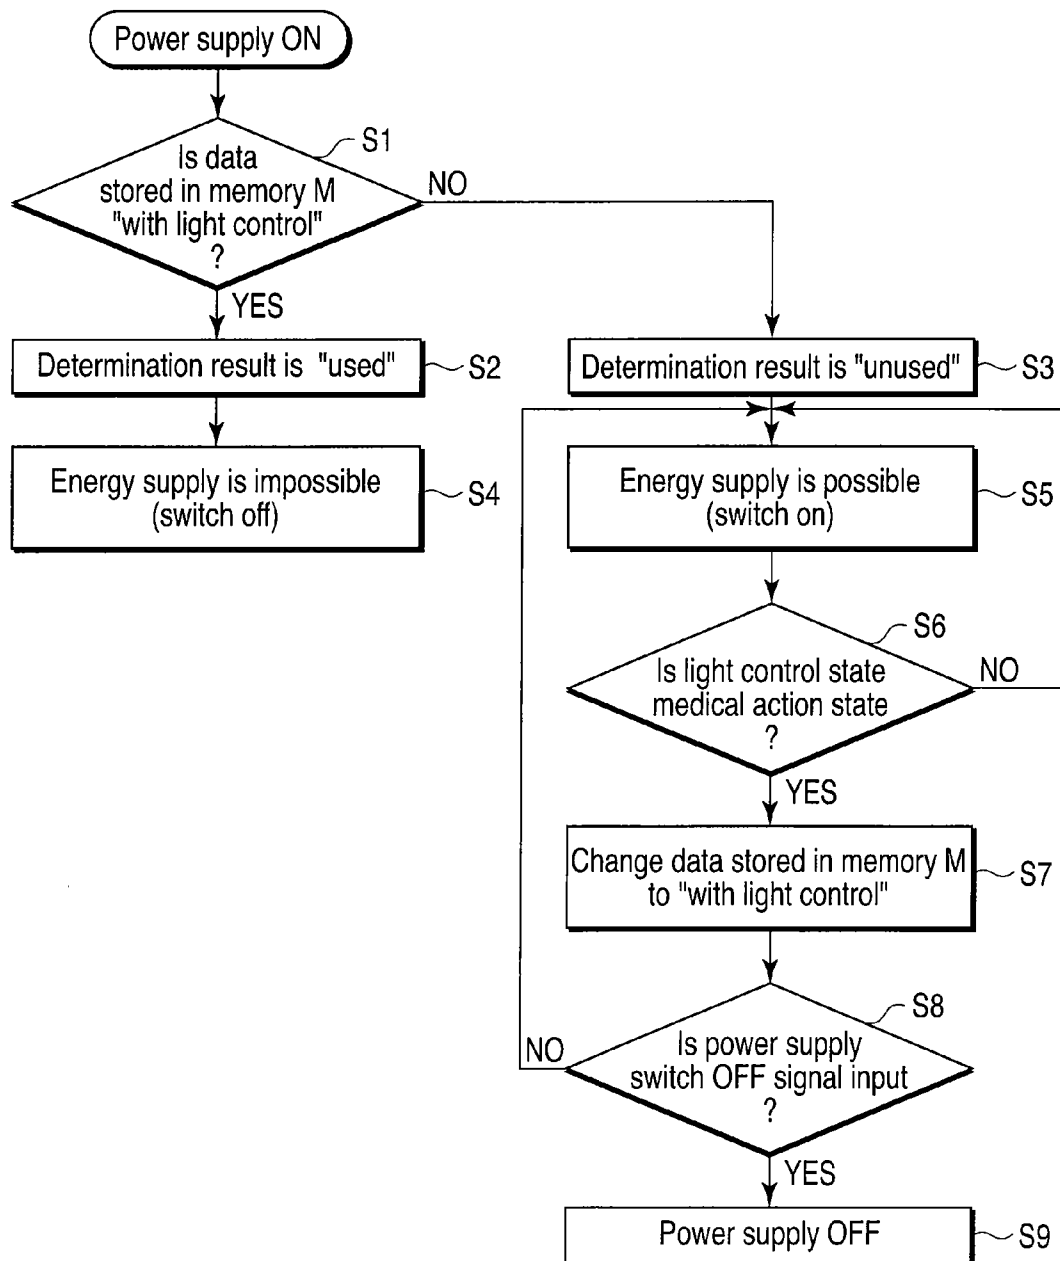 Power supply ON
S1
Is data
stored in memory M
"with light control"
?
NO
YES
Determination result is "used"
S2
Determination result is "unused"
S3
Energy supply is impossible
(switch off)
S4
Energy supply is possible
(switch on)
S5
S6
Is light control state
medical action state
?
NO
YES
Change data stored in memory M
to "with light control"
S7
S8
Is power supply
switch OFF signal input
?
NO
YES
Power supply OFF
S9